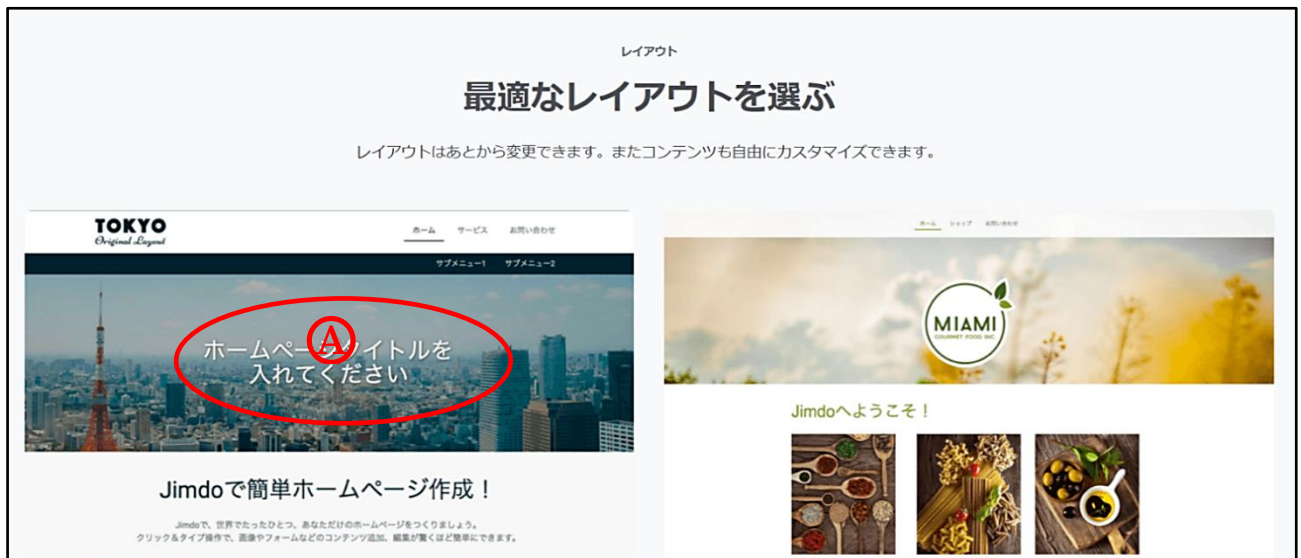 レイアウト
最適なレイアウトを選ぶ
レイアウトはあとから変更できます。またコンテンツも自由にカスタマイズできます。
TOKYO
Original Layout
ホーム サービス お問い合わせ
サブメニュー1 サブメニュー2
Ⓐ
ホームページタイトルを
入れてください
Jimdoで簡単ホームページ作成！
Jimdoで、世界でたったひとつ、あなただけのホームページをつくりましょう。
クリック＆タイプ操作で、画像やフォームなどのコンテンツ追加、編集が驚くほど簡単にできます。
ホーム ショップ お問い合わせ
MIAMI
GOURMET FOOD INC.
Jimdoへようこそ！